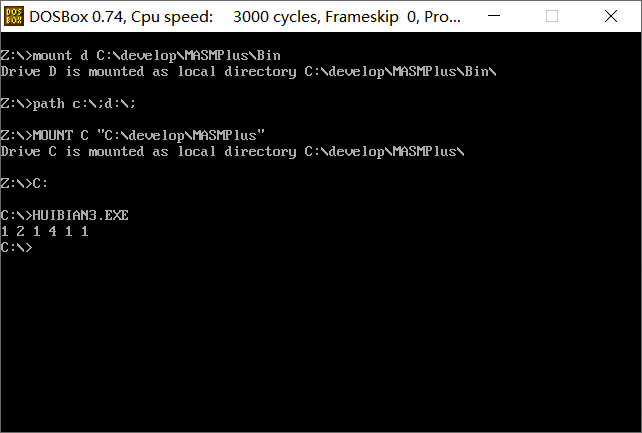 DOS BOX
DOSBox 0.74, Cpu speed: 3000 cycles, Frameskip 0, Pro...
Z:\>mount d C:\develop\MASMPlus\Bin
Drive D is mounted as local directory C:\develop\MASMPlus\Bin\
Z:\>path c:\;d:\;
Z:\>MOUNT C "C:\develop\MASMPlus"
Drive C is mounted as local directory C:\develop\MASMPlus\
Z:\>C:
C:\>HUIBIAN3.EXE
1 2 1 4 1 1
C:\>